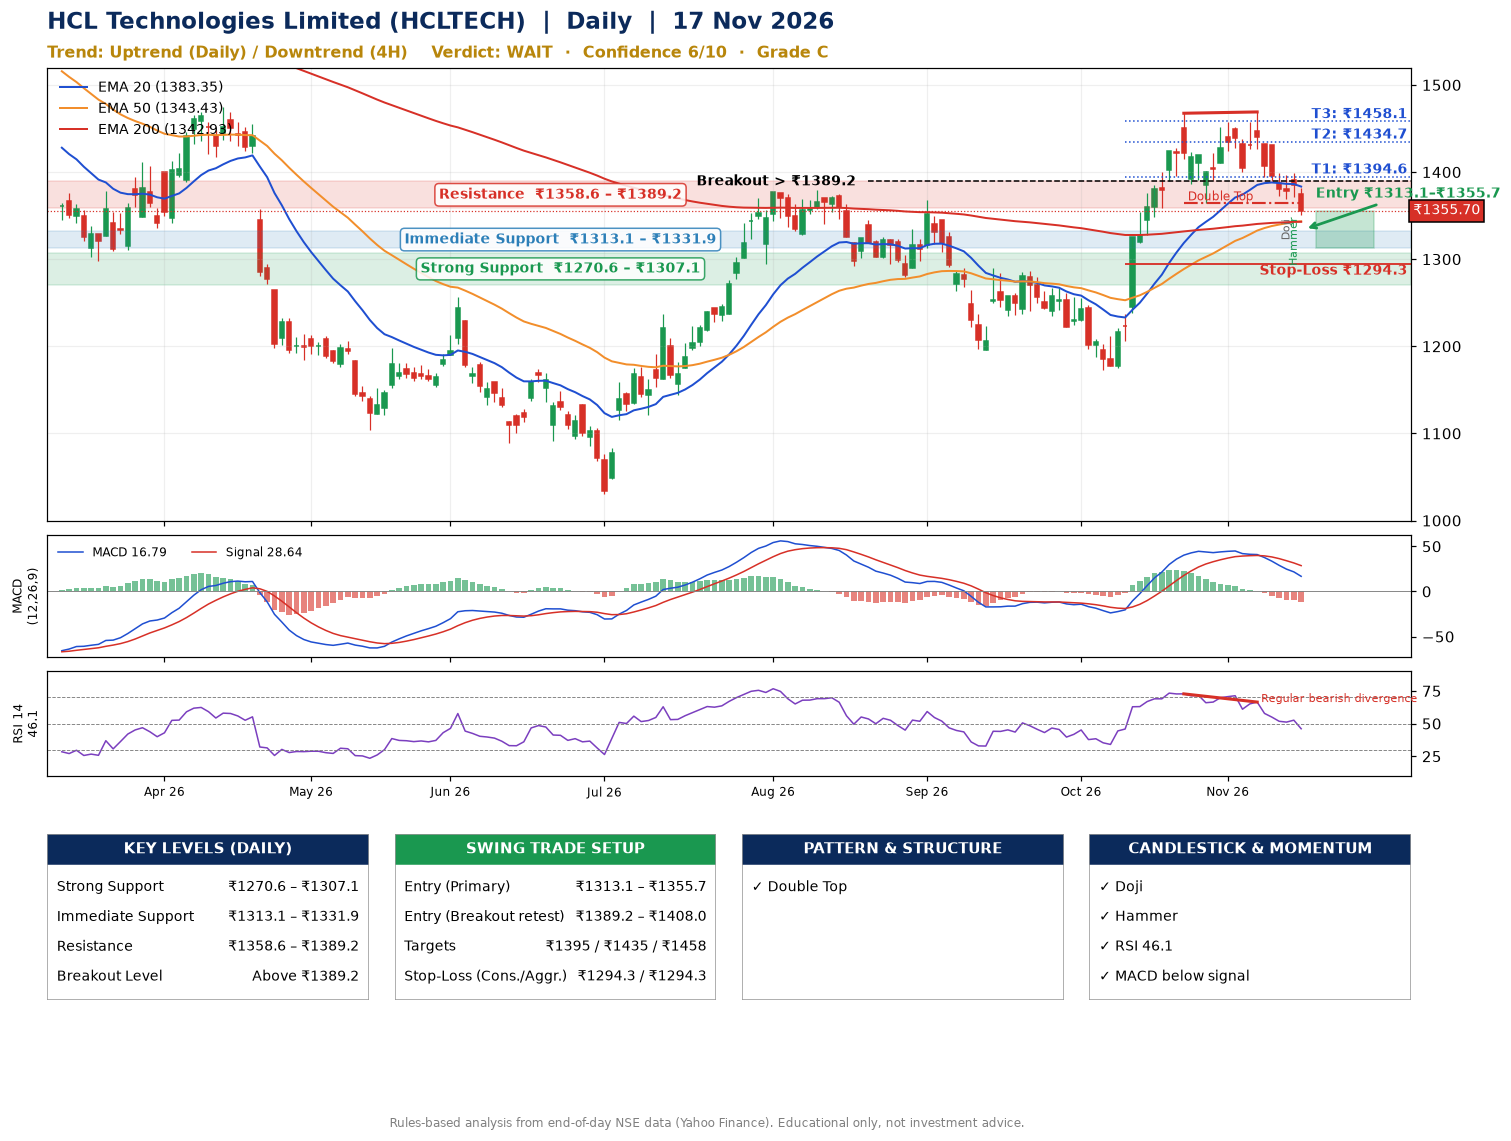 HCL Technologies Limited (HCLTECH) | Daily | 17 Nov 2026
Trend: Uptrend (Daily) / Downtrend (4H) Verdict: WAIT · Confidence 6/10 · Grade C
EMA 20 (1383.35)
EMA 50 (1343.43)
EMA 200 (1342.93)
1500
1400
1300
1200
1100
1000
T3: ₹1458.1
T2: ₹1434.7
T1: ₹1394.6
Breakout > ₹1389.2
Resistance ₹1358.6 – ₹1389.2
Double Top
Entry ₹1313.1–₹1355.7
₹1355.70
Immediate Support ₹1313.1 – ₹1331.9
Doji
Hammer
Strong Support ₹1270.6 – ₹1307.1
Stop-Loss ₹1294.3
MACD 16.79
Signal 28.64
MACD
(12,26,9)
50
0
−50
RSI 14
46.1
75
50
25
Regular bearish divergence
Apr 26
May 26
Jun 26
Jul 26
Aug 26
Sep 26
Oct 26
Nov 26
KEY LEVELS (DAILY)
Strong Support ₹1270.6 – ₹1307.1
Immediate Support ₹1313.1 – ₹1331.9
Resistance ₹1358.6 – ₹1389.2
Breakout Level Above ₹1389.2
SWING TRADE SETUP
Entry (Primary) ₹1313.1 – ₹1355.7
Entry (Breakout retest) ₹1389.2 – ₹1408.0
Targets ₹1395 / ₹1435 / ₹1458
Stop-Loss (Cons./Aggr.) ₹1294.3 / ₹1294.3
PATTERN & STRUCTURE
✓ Double Top
CANDLESTICK & MOMENTUM
✓ Doji
✓ Hammer
✓ RSI 46.1
✓ MACD below signal
Rules-based analysis from end-of-day NSE data (Yahoo Finance). Educational only, not investment advice.